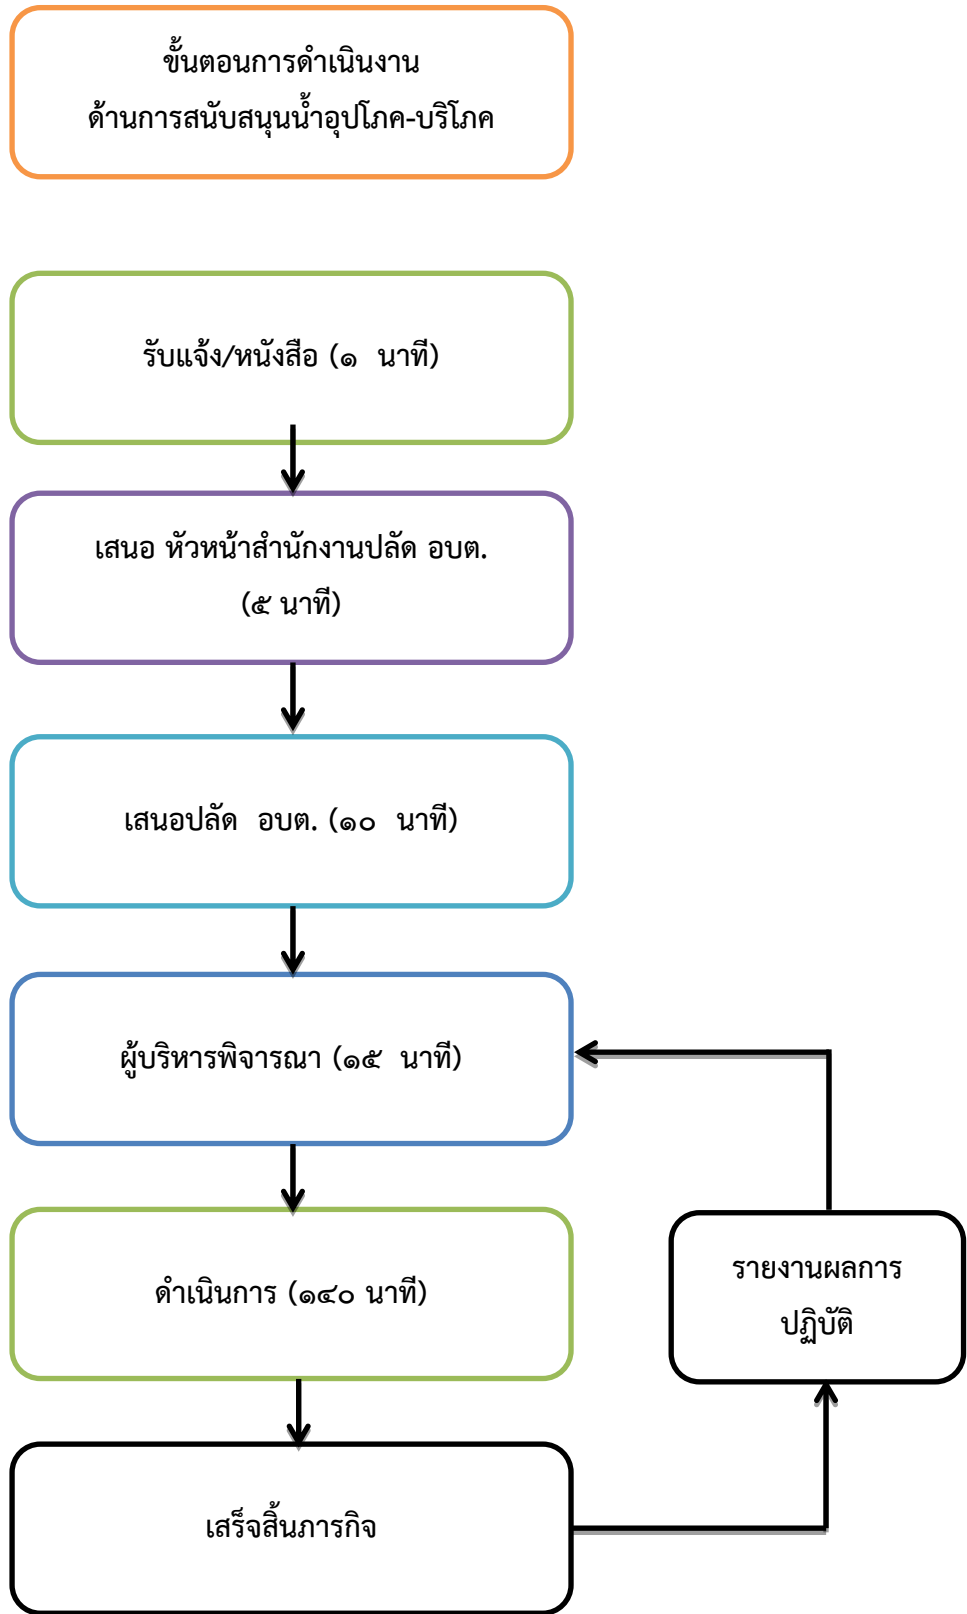 ขั้นตอนการดำเนินงาน
ด้านการสนับสนุนน้ำอุปโภค-บริโภค
รับแจ้ง/หนังสือ (๑ นาที)
เสนอ หัวหน้าสำนักงานปลัด อบต.
(๕ นาที)
เสนอปลัด อบต. (๑๐ นาที)
ผู้บริหารพิจารณา (๑๕ นาที)
ดำเนินการ (๑๔๐ นาที)
รายงานผลการ
ปฏิบัติ
เสร็จสิ้นภารกิจ